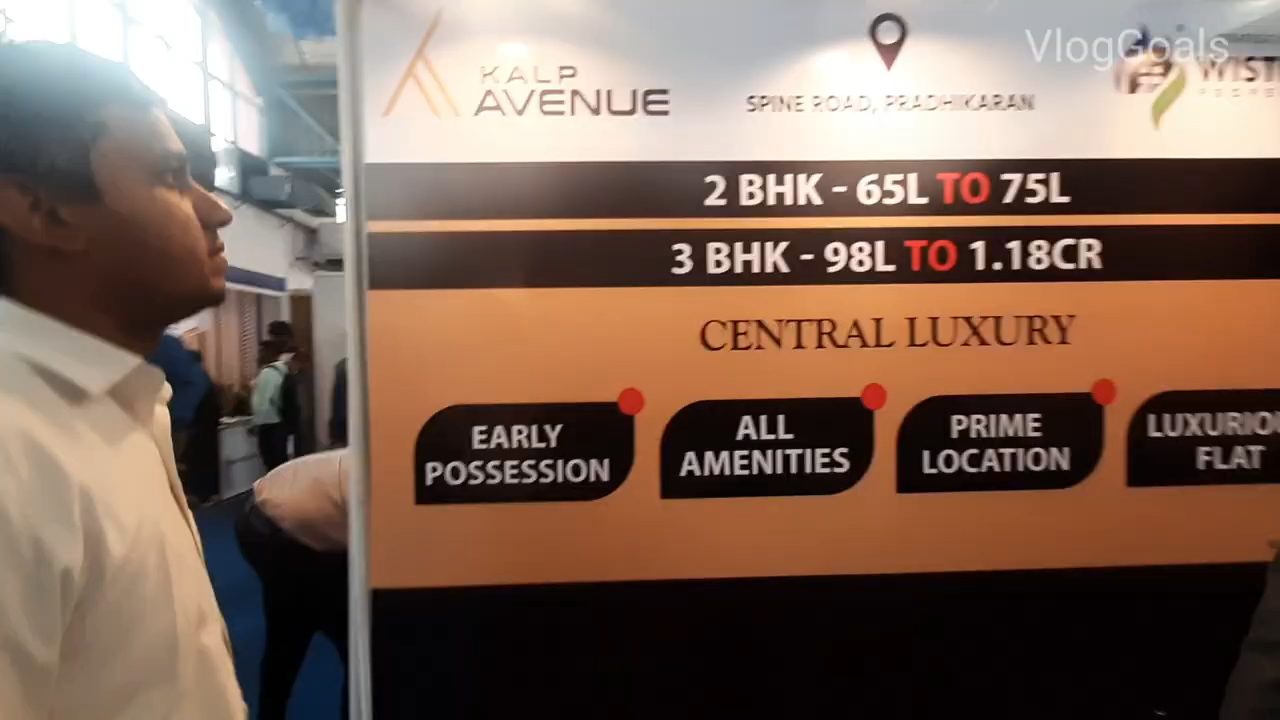 VlogGoals
KALP
AVENUE
SPINE ROAD, PRADHIKARAN
2 BHK - 65L TO 75L
3 BHK - 98L TO 1.18CR
CENTRAL LUXURY
EARLY
POSSESSION
ALL
AMENITIES
PRIME
LOCATION
FLAT